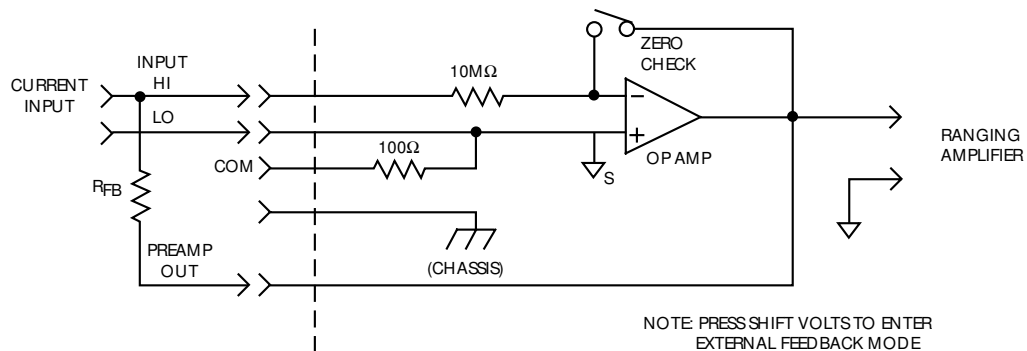 INPUT
HI
CURRENT
INPUT
LO
10MΩ
ZERO
CHECK
100Ω
COM
OP AMP
S
RANGING
AMPLIFIER
RFB
PREAMP
OUT
(CHASSIS)
NOTE: PRESS SHIFT VOLTS TO ENTER
EXTERNAL FEEDBACK MODE